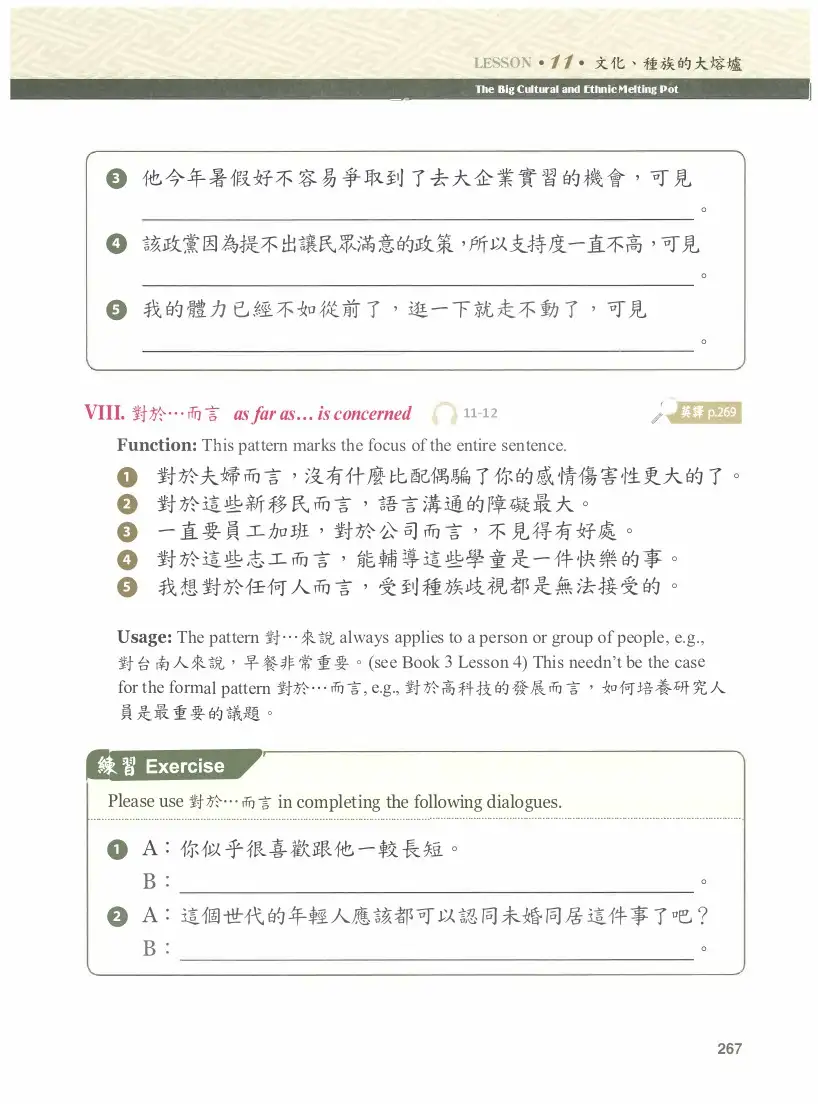 LESSON • 11 • 文化、種族的大熔爐
The Big Cultural and Ethnic Melting Pot
3 他今年暑假好不容易爭取到了去大企業實習的機會，可見
。
4 該政黨因為提不出讓民眾滿意的政策，所以支持度一直不高，可見
。
5 我的體力已經不如從前了，逛一下就走不動了，可見
。
VIII. 對於…而言 as far as… is concerned 11-12 英譯 p.269
Function: This pattern marks the focus of the entire sentence.
1 對於夫婦而言，沒有什麼比配偶騙了你的感情傷害性更大的了。
2 對於這些新移民而言，語言溝通的障礙最大。
3 一直要員工加班，對於公司而言，不見得有好處。
4 對於這些志工而言，能輔導這些學童是一件快樂的事。
5 我想對於任何人而言，受到種族歧視都是無法接受的。
Usage: The pattern 對…來說 always applies to a person or group of people, e.g.,
對台南人來說，早餐非常重要。(see Book 3 Lesson 4) This needn’t be the case
for the formal pattern 對於…而言, e.g., 對於高科技的發展而言，如何培養研究人
員是最重要的議題。
練習 Exercise
Please use 對於…而言 in completing the following dialogues.
1 A：你似乎很喜歡跟他一較長短。
B：。
2 A：這個世代的年輕人應該都可以認同未婚同居這件事了吧？
B：。
267